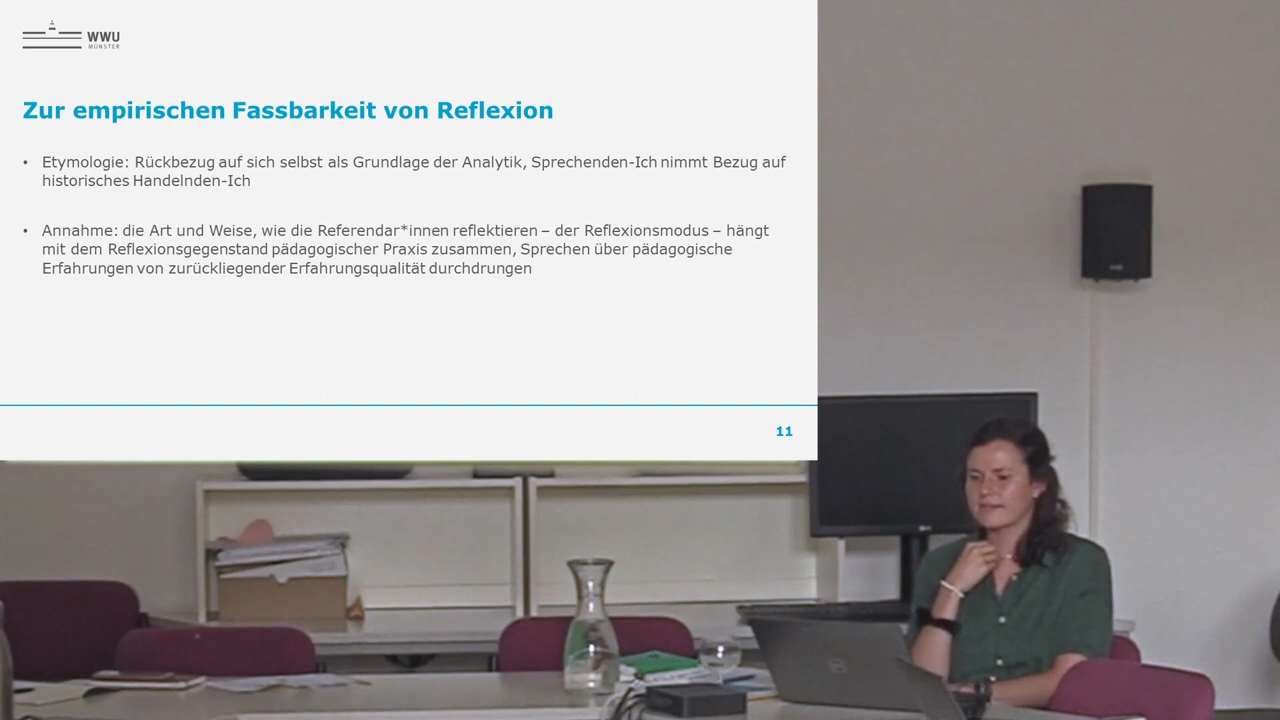 WWU
MÜNSTER
Zur empirischen Fassbarkeit von Reflexion
• Etymologie: Rückbezug auf sich selbst als Grundlage der Analytik, Sprechenden-Ich nimmt Bezug auf
historisches Handelnden-Ich
• Annahme: die Art und Weise, wie die Referendar*innen reflektieren – der Reflexionsmodus – hängt
mit dem Reflexionsgegenstand pädagogischer Praxis zusammen, Sprechen über pädagogische
Erfahrungen von zurückliegender Erfahrungsqualität durchdrungen
11